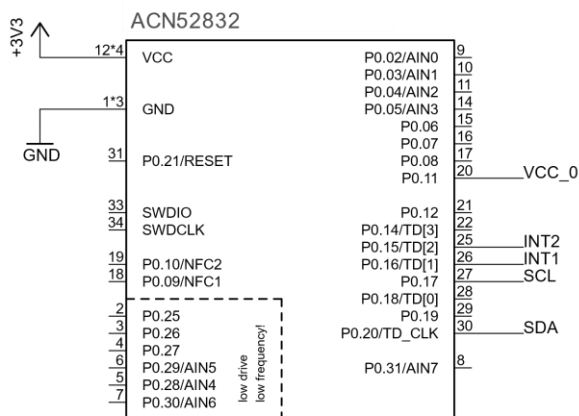 ACN52832
+3V3
12*4 VCC P0.02/AIN0 9
P0.03/AIN1 10
P0.04/AIN2 11
1*3 GND P0.05/AIN3 14
GND
P0.06 15
P0.07 16
31 P0.21/RESET P0.08 17
P0.11 20 VCC_0
33 SWDIO P0.12 21
34 SWDCLK P0.14/TD[3] 22
P0.15/TD[2] 25 INT2
19 P0.10/NFC2 P0.16/TD[1] 26 INT1
18 P0.09/NFC1 P0.17 27 SCL
P0.18/TD[0] 28
2 P0.25 P0.19 29
3 P0.26 P0.20/TD_CLK 30 SDA
4 P0.27
6 P0.29/AIN5 P0.31/AIN7 8
5 P0.28/AIN4
7 P0.30/AIN6
low drive
low frequency!